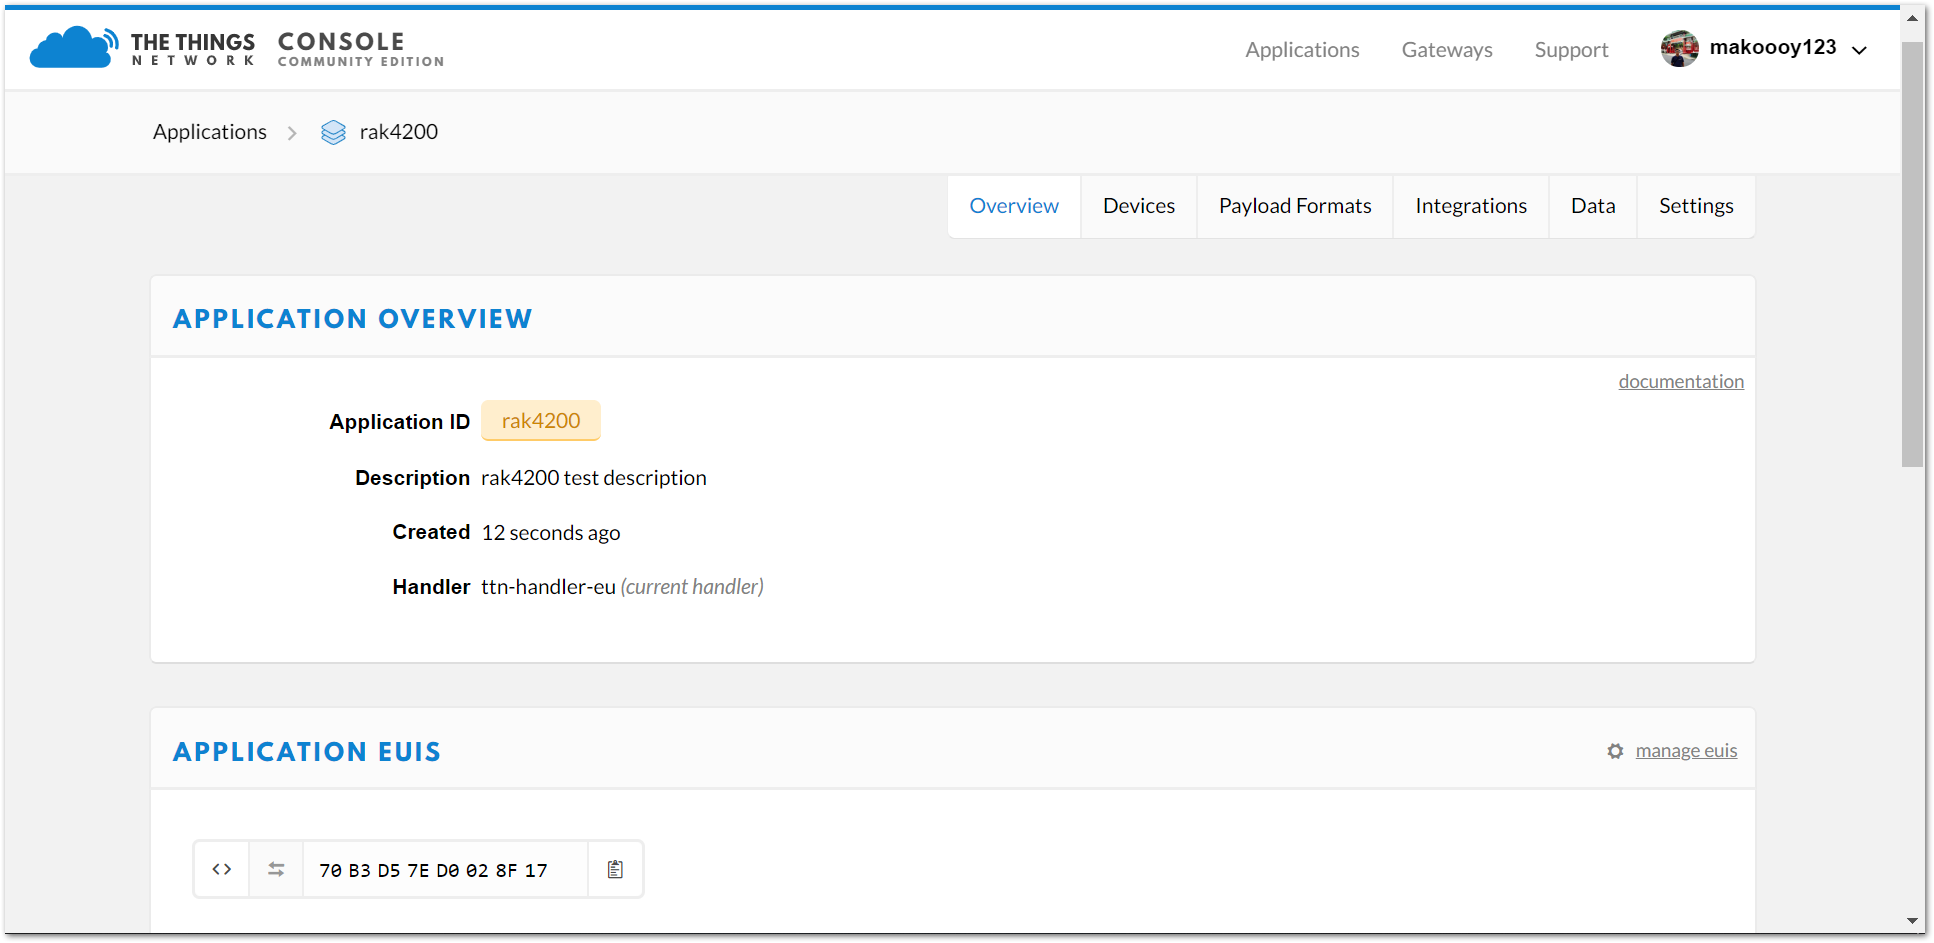 THE THINGS NETWORK CONSOLE COMMUNITY EDITION Applications Gateways Support makoooy123
Applications rak4200
Overview Devices Payload Formats Integrations Data Settings
APPLICATION OVERVIEW
documentation
Application ID rak4200
Description rak4200 test description
Created 12 seconds ago
Handler ttn-handler-eu (current handler)
APPLICATION EUIS manage euis
70 B3 D5 7E D0 02 8F 17